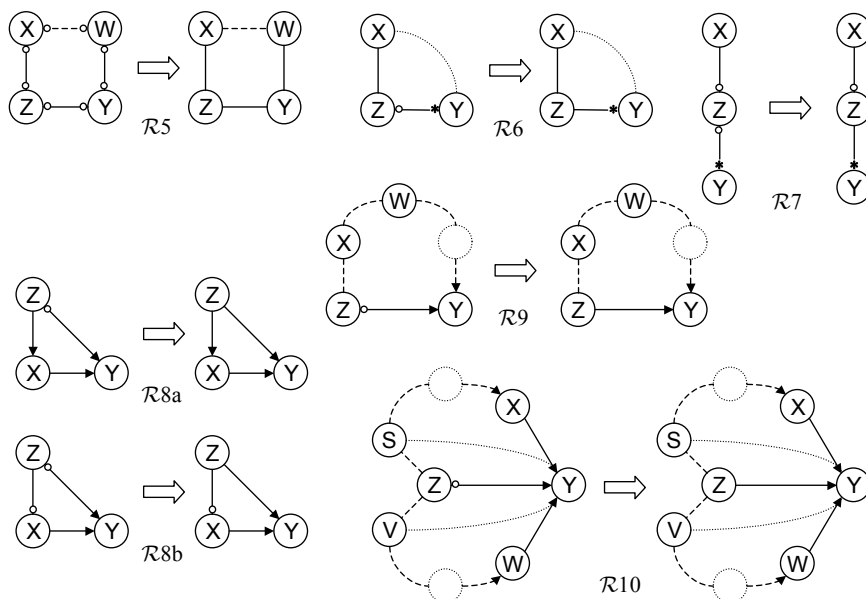 X W X X X X
Z Y Z Y Z Y Z Z
Z Y
R5 R6 Y R7 Y
W W
X X
Z Y Z Y
R9
Z Z
X Y X Y
R8a
X X
S S
Z Z Z Y Z Y
X Y X Y
V V
R8b
W W
R10